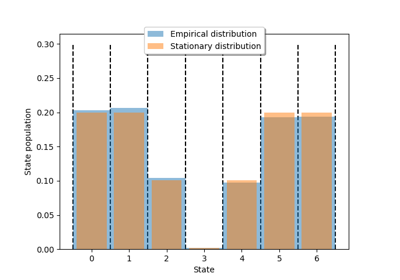 Empirical distribution
Stationary distribution
0.30
0.25
0.20
0.15
0.10
0.05
0.00
State population
0 1 2 3 4 5 6
State